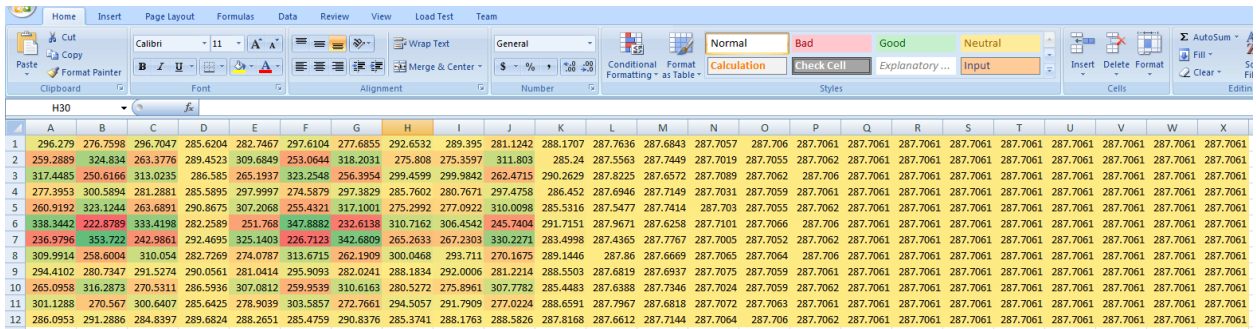 Home Insert Page Layout Formulas Data Review View Load Test Team
Cut
Copy
Format Painter
Paste
Clipboard
Calibri 11 A A
B I U
Font
Wrap Text
Merge & Center
Alignment
General
$ % ,
Number
Conditional Formatting
Format as Table
Normal Bad Good Neutral
Calculation Check Cell Explanatory ... Input
Styles
Insert Delete Format
Cells
Σ AutoSum
Fill
Clear
Editin
H30 fx
A B C D E F G H I J K L M N O P Q R S T U V W X
1 296.279 276.7598 296.7047 285.6204 282.7467 297.6104 277.6855 292.6532 289.395 281.1242 288.1707 287.7636 287.6843 287.7057 287.706 287.7061 287.7061 287.7061 287.7061 287.7061 287.7061 287.7061 287.7061 287.7061
2 259.2889 324.834 263.3776 289.4523 309.6849 253.0644 318.2031 275.808 275.3597 311.803 285.24 287.5563 287.7449 287.7019 287.7055 287.7062 287.7061 287.7061 287.7061 287.7061 287.7061 287.7061 287.7061 287.7061
3 317.4485 250.6166 313.0235 286.585 265.1937 323.2548 256.3954 299.4599 299.9842 262.4715 290.2629 287.8225 287.6572 287.7089 287.7062 287.706 287.7061 287.7061 287.7061 287.7061 287.7061 287.7061 287.7061 287.7061
4 277.3953 300.5894 281.2881 285.5895 297.9997 274.5879 297.3829 285.7602 280.7671 297.4758 286.452 287.6946 287.7149 287.7031 287.7059 287.7061 287.7061 287.7061 287.7061 287.7061 287.7061 287.7061 287.7061 287.7061
5 260.9192 323.1244 263.6891 290.8675 307.2068 255.4321 317.1001 275.2992 277.0922 310.0098 285.5316 287.5477 287.7414 287.703 287.7055 287.7062 287.7061 287.7061 287.7061 287.7061 287.7061 287.7061 287.7061 287.7061
6 338.3442 222.8789 333.4198 282.2589 251.768 347.8882 232.6138 310.7162 306.4542 245.7404 291.7151 287.9671 287.6258 287.7101 287.7066 287.706 287.7061 287.7061 287.7061 287.7061 287.7061 287.7061 287.7061 287.7061
7 236.9796 353.722 242.9861 292.4695 325.1403 226.7123 342.6809 265.2633 267.2303 330.2271 283.4998 287.4365 287.7767 287.7005 287.7052 287.7062 287.7061 287.7061 287.7061 287.7061 287.7061 287.7061 287.7061 287.7061
8 309.9914 258.6004 310.054 282.7269 274.0787 313.6715 262.1909 300.0468 293.711 270.1675 289.1446 287.86 287.6669 287.7065 287.7064 287.706 287.7061 287.7061 287.7061 287.7061 287.7061 287.7061 287.7061 287.7061
9 294.4102 280.7347 291.5274 290.0561 281.0414 295.9093 282.0241 288.1834 292.0006 281.2214 288.5503 287.6819 287.6937 287.7075 287.7059 287.7061 287.7061 287.7061 287.7061 287.7061 287.7061 287.7061 287.7061 287.7061
10 265.0958 316.2873 270.5311 286.5936 307.0812 259.9539 310.6163 280.5272 275.8961 307.7782 285.4483 287.6388 287.7346 287.7024 287.7059 287.7062 287.7061 287.7061 287.7061 287.7061 287.7061 287.7061 287.7061 287.7061
11 301.1288 270.567 300.6407 285.6425 278.9039 303.5857 272.7661 294.5057 291.7909 277.0224 288.6591 287.7967 287.6818 287.7072 287.7063 287.7061 287.7061 287.7061 287.7061 287.7061 287.7061 287.7061 287.7061 287.7061
12 286.0953 291.2886 284.8397 289.6824 288.2651 285.4759 290.8376 285.3741 288.1763 288.5826 287.8168 287.6612 287.7144 287.7064 287.706 287.7062 287.7061 287.7061 287.7061 287.7061 287.7061 287.7061 287.7061 287.7061